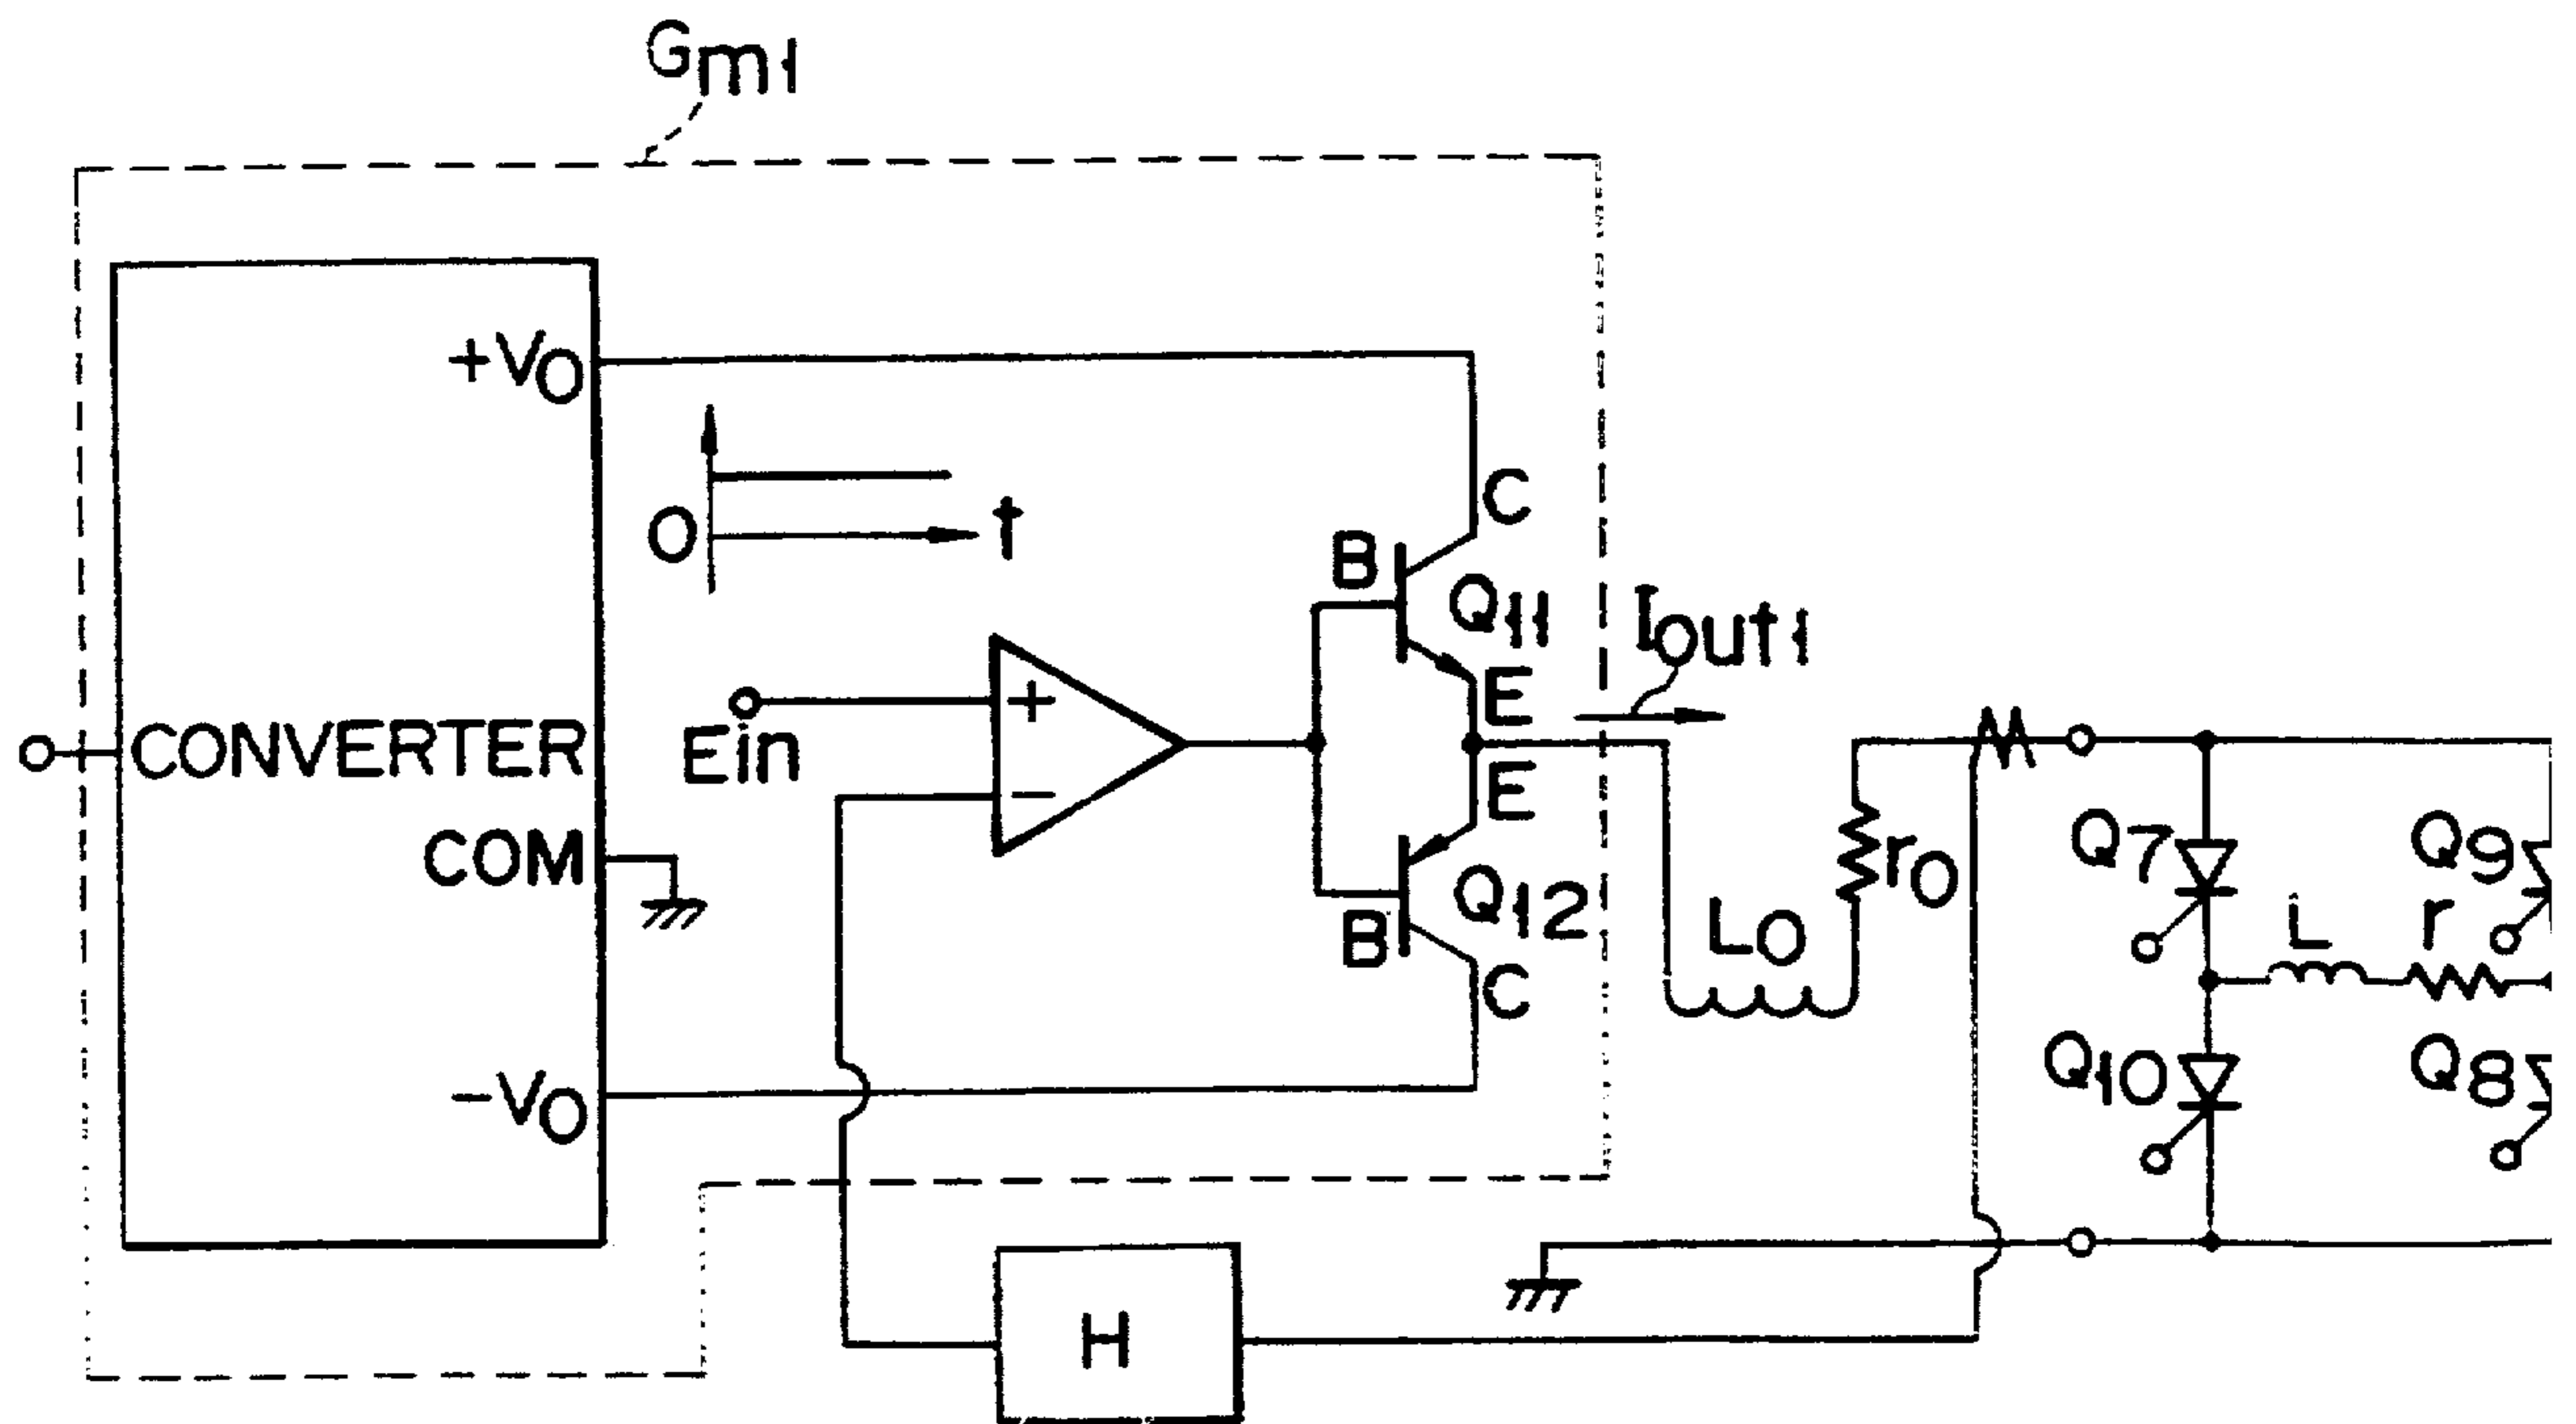 Gm1
+VO
C
O t
B
Q11
Iout1
E
+
Ein
CONVERTER
E
−
Q7
Q9
rO
COM
Q12
B
LO
L
r
C
Q10
Q8
−VO
H